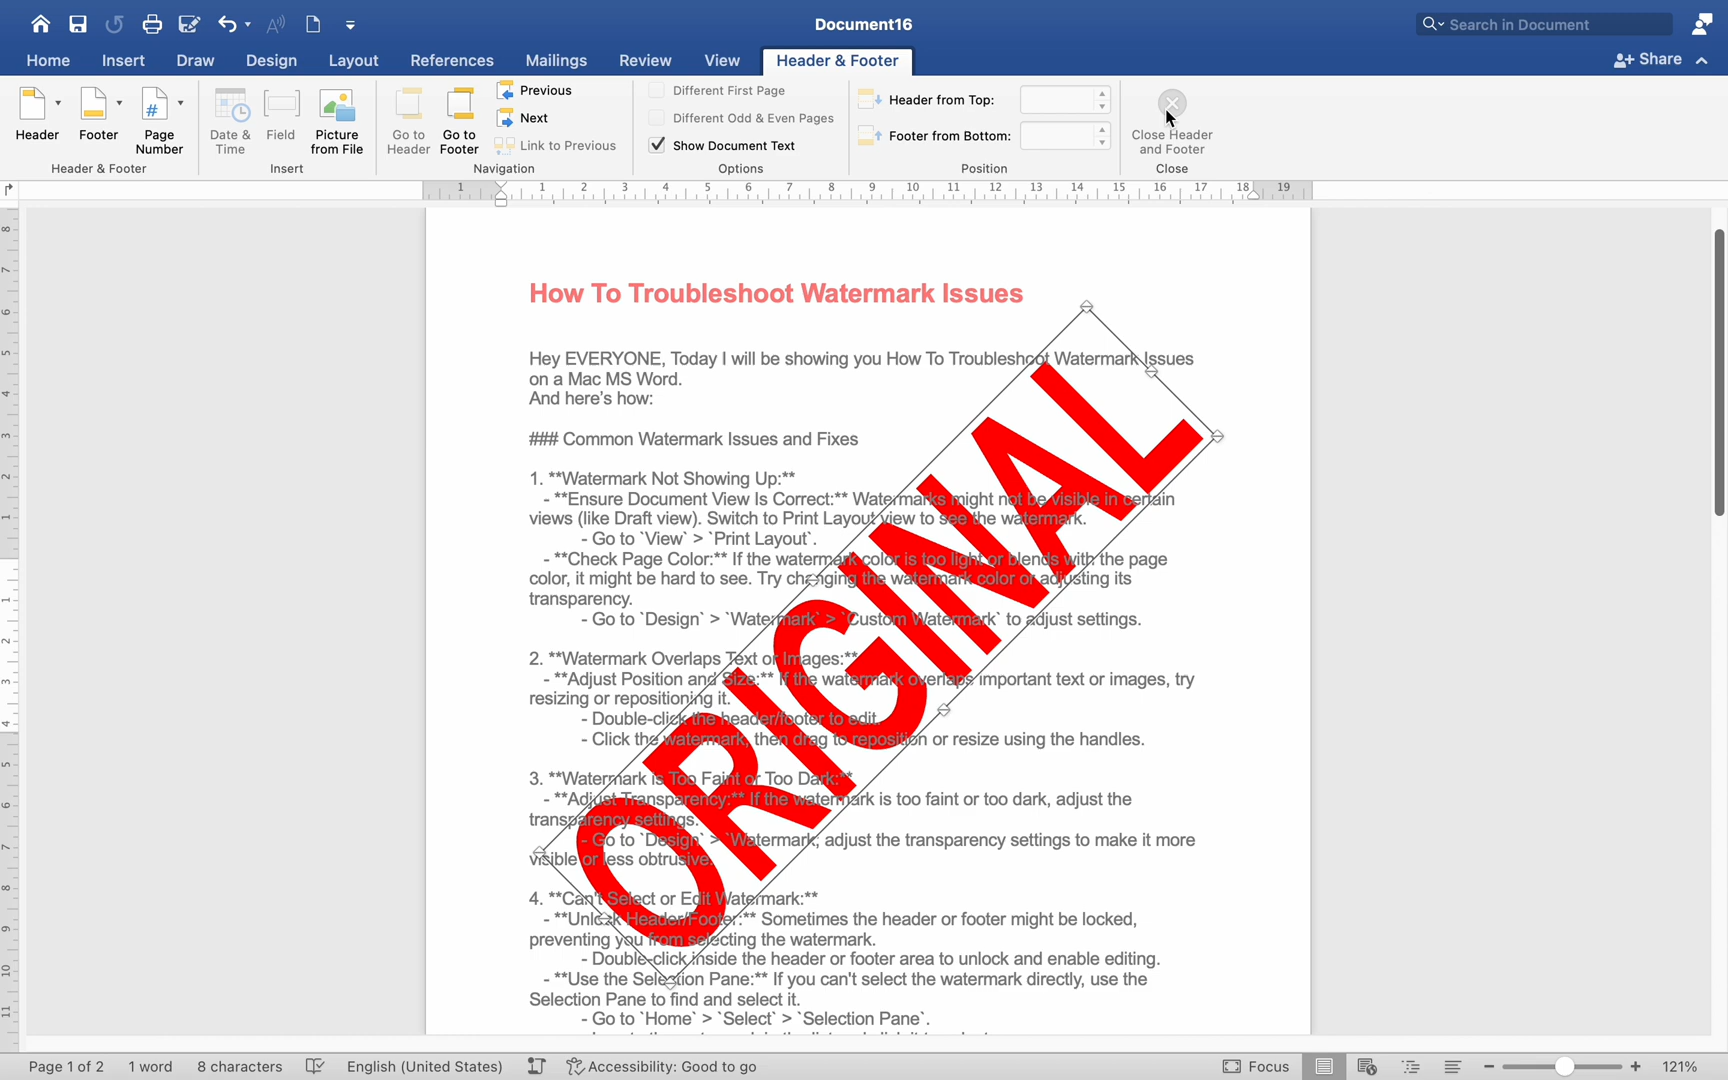 Document16
Search in Document
Home Insert Draw Design Layout References Mailings Review View Header & Footer Share
Header Footer Page Number
Header & Footer
Date & Time Field Picture from File
Insert
Go to Header Go to Footer
Previous
Next
Link to Previous
Navigation
Different First Page
Different Odd & Even Pages
Show Document Text
Options
Header from Top:
Footer from Bottom:
Position
Close Header and Footer
Close
How To Troubleshoot Watermark Issues
Hey EVERYONE, Today I will be showing you How To Troubleshoot Watermark Issues
on a Mac MS Word.
And here's how:
### Common Watermark Issues and Fixes
1. **Watermark Not Showing Up:**
- **Ensure Document View Is Correct:** Watermarks might not be visible in certain
views (like Draft view). Switch to Print Layout view to see the watermark.
- Go to `View` > `Print Layout`.
- **Check Page Color:** If the watermark color is too light or blends with the page
color, it might be hard to see. Try changing the watermark color or adjusting its
transparency.
- Go to `Design` > `Watermark` > `Custom Watermark` to adjust settings.
2. **Watermark Overlaps Text or Images:**
- **Adjust Position and Size:** If the watermark overlaps important text or images, try
resizing or repositioning it.
- Double-click the header/footer to edit.
- Click the watermark, then drag to reposition or resize using the handles.
3. **Watermark is Too Faint or Too Dark:**
- **Adjust Transparency:** If the watermark is too faint or too dark, adjust the
transparency settings.
- Go to `Design` > `Watermark; adjust the transparency settings to make it more
visible or less obtrusive.
4. **Can't Select or Edit Watermark:**
- **Unlock Header/Footer:** Sometimes the header or footer might be locked,
preventing you from selecting the watermark.
- Double-click inside the header or footer area to unlock and enable editing.
- **Use the Selection Pane:** If you can't select the watermark directly, use the
Selection Pane to find and select it.
- Go to `Home` > `Select` > `Selection Pane`.
ORIGINAL
Page 1 of 2 1 word 8 characters English (United States) Accessibility: Good to go Focus 121%